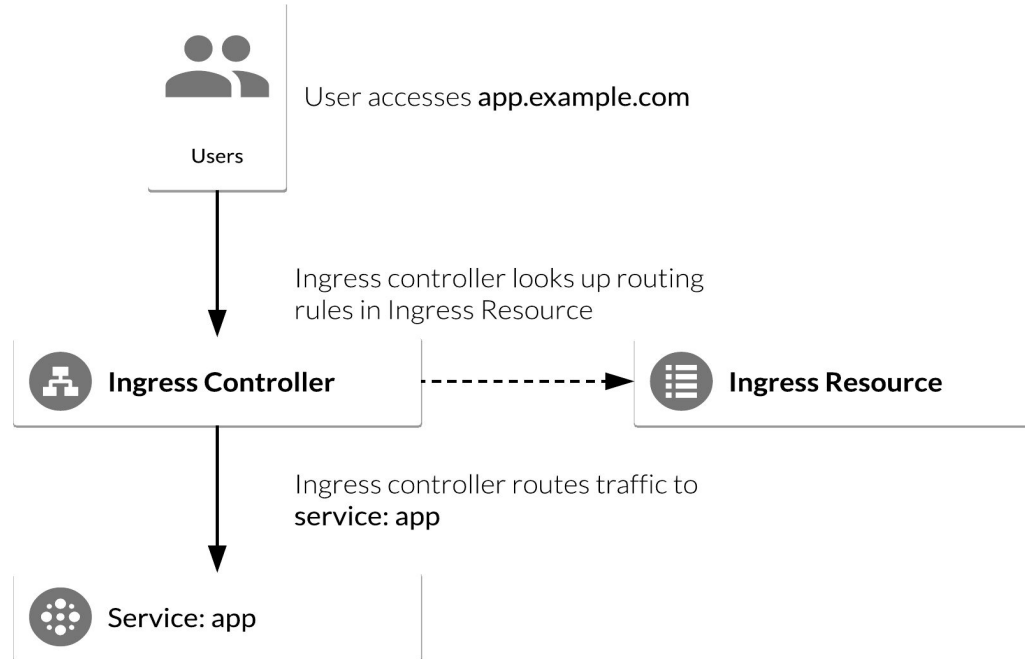 User accesses app.example.com
Users
Ingress controller looks up routing
rules in Ingress Resource
Ingress Controller
Ingress Resource
Ingress controller routes traffic to
service: app
Service: app